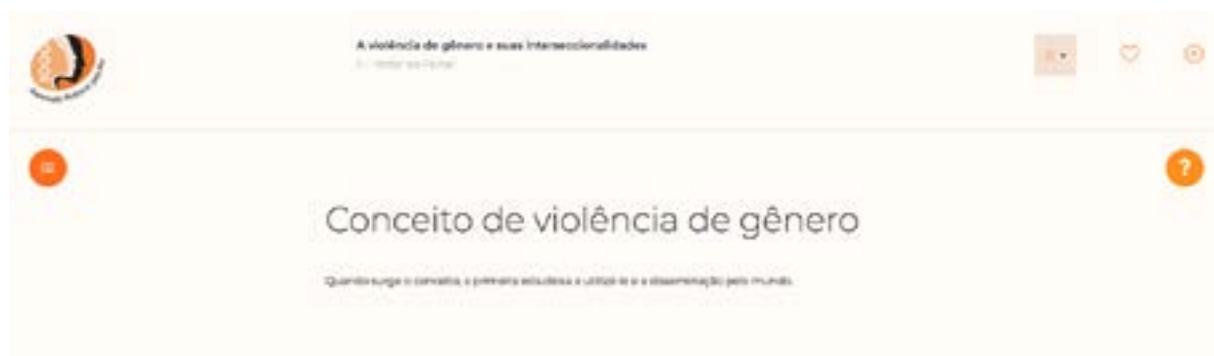 A violência de gênero e suas interseccionalidades
Conceito de violência de gênero
Quando surge o conceito, a primeira estudiosa a utilizá-lo e a disseminação pelo mundo.
?